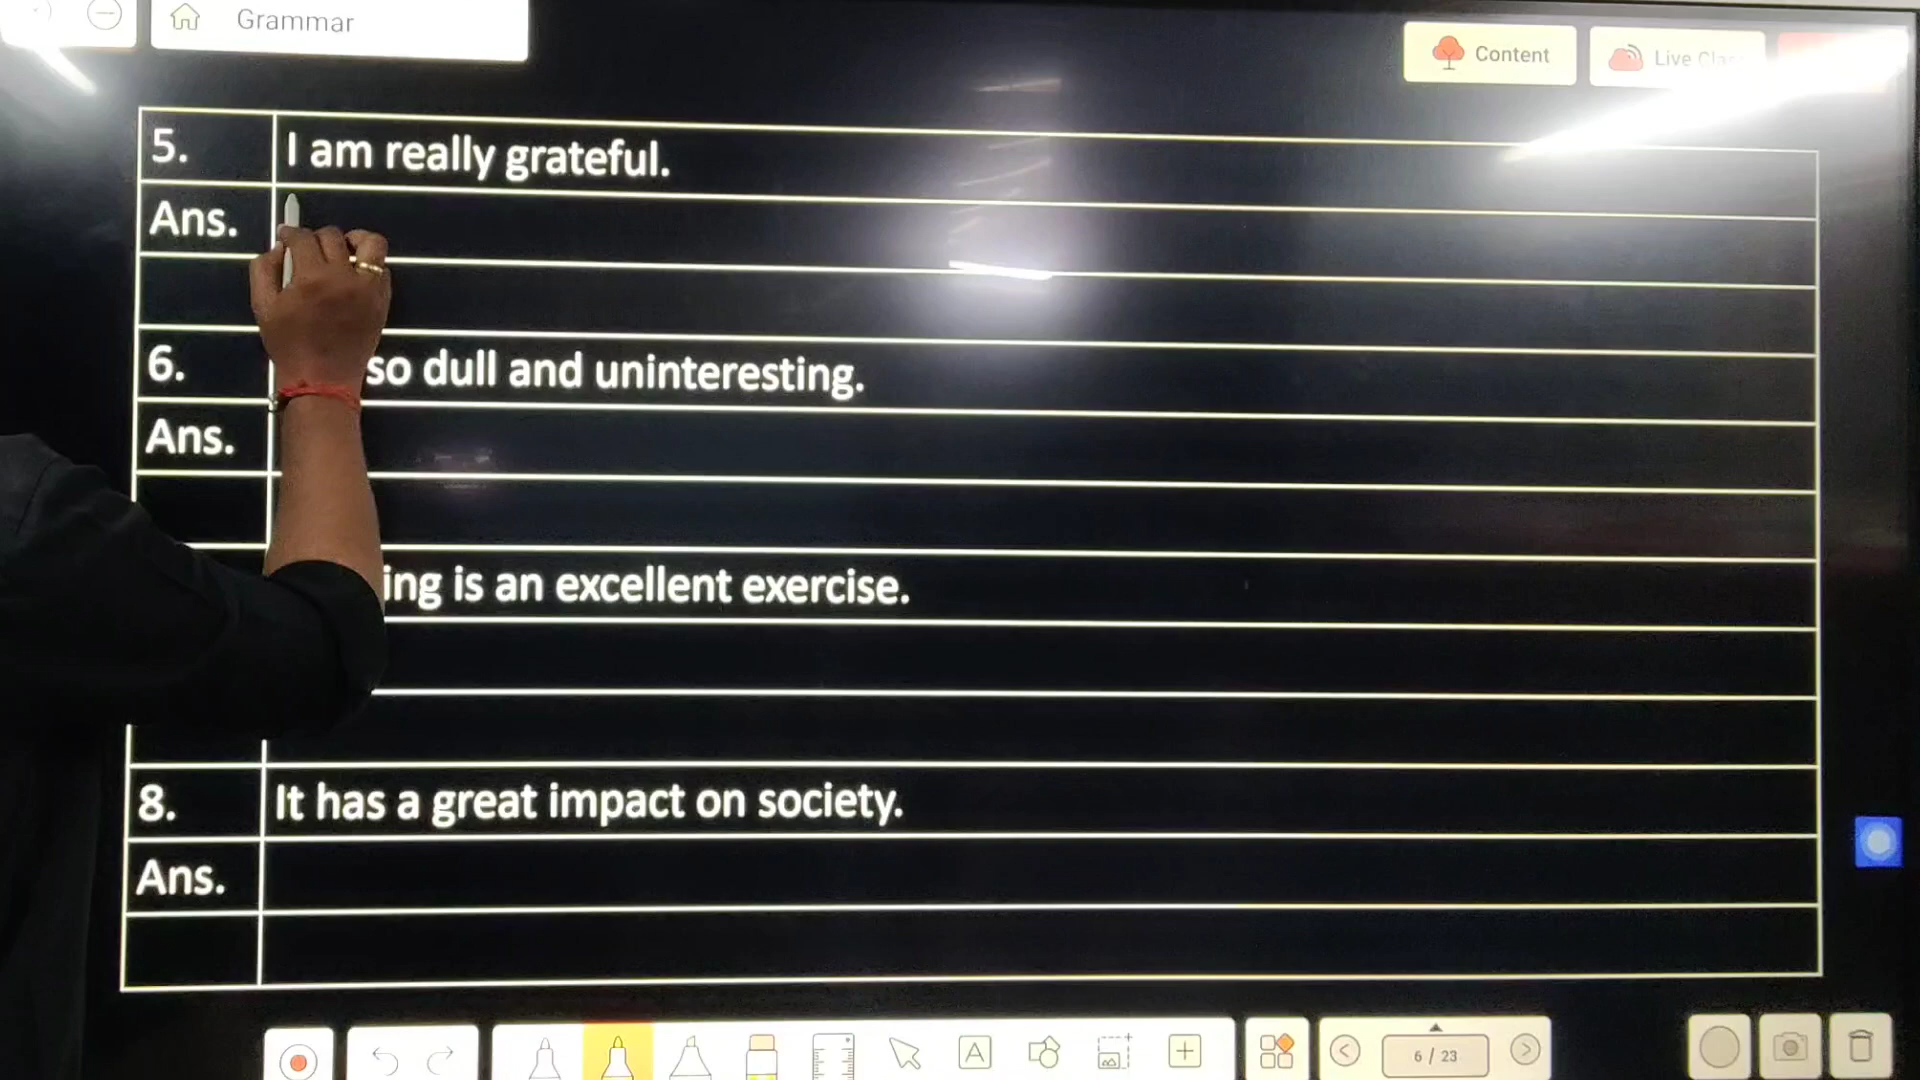 Grammar
Content
Live
5. I am really grateful.
Ans.
6. so dull and uninteresting.
Ans.
ing is an excellent exercise.
8. It has a great impact on society.
Ans.
A
6 / 23